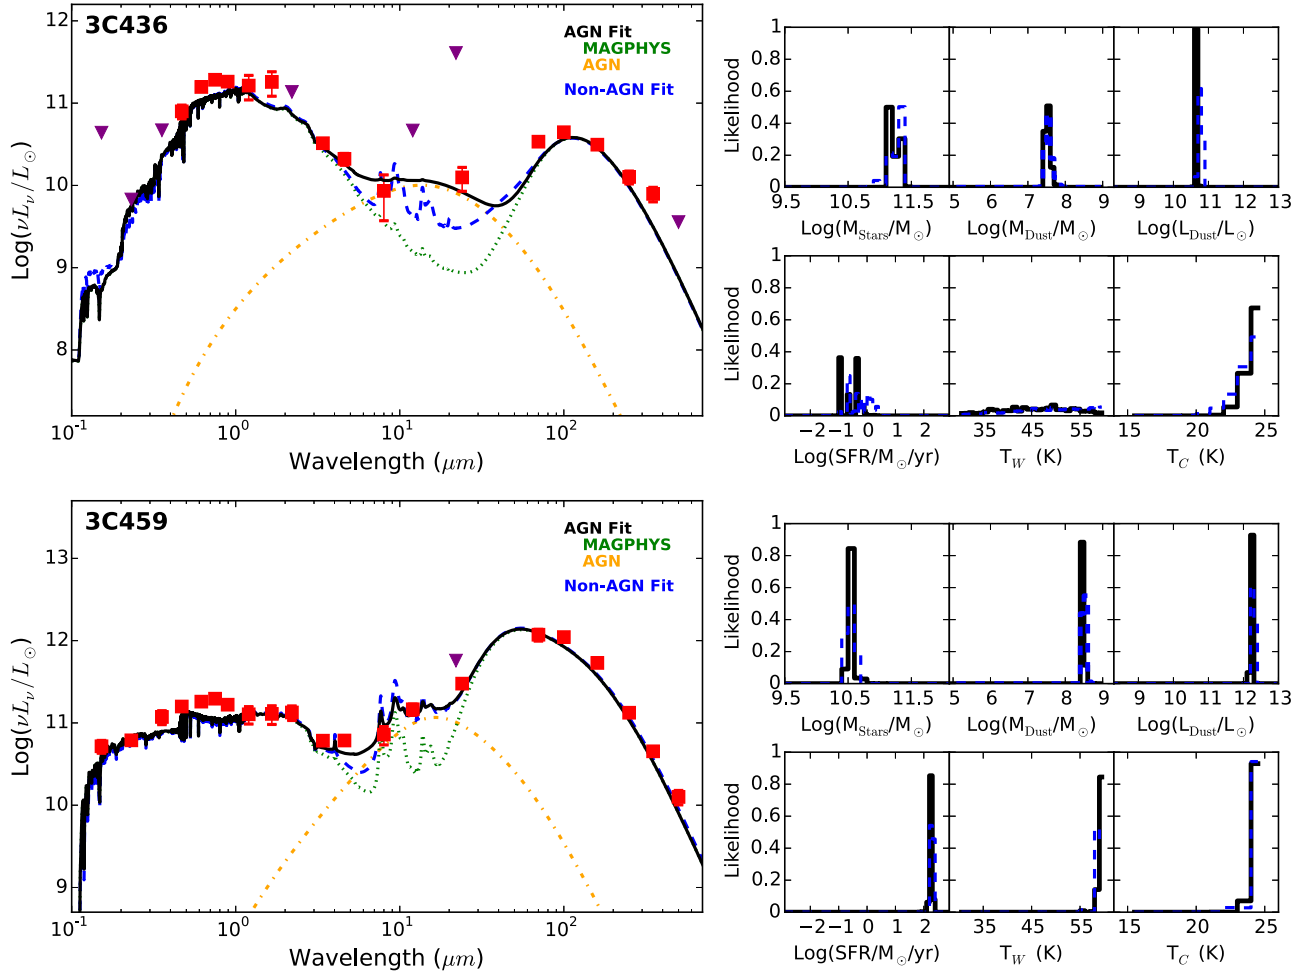 3C436
AGN Fit
MAGPHYS
AGN
Non-AGN Fit
12
11
10
9
8
Log(νL_ν/L_⊙)
10^-1 10^0 10^1 10^2
Wavelength (μm)
Likelihood
1
0.8
0.6
0.4
0.2
0
9.5 10.5 11.5 5 6 7 8 9 8 9 10 11 12 13
Log(M_Stars/M_⊙) Log(M_Dust/M_⊙) Log(L_Dust/L_⊙)
Likelihood
1
0.8
0.6
0.4
0.2
0
−2 −1 0 1 2 35 45 55 15 20 25
Log(SFR/M_⊙/yr) T_W (K) T_C (K)
3C459
AGN Fit
MAGPHYS
AGN
Non-AGN Fit
13
12
11
10
9
Log(νL_ν/L_⊙)
10^-1 10^0 10^1 10^2
Wavelength (μm)
Likelihood
1
0.8
0.6
0.4
0.2
0
9.5 10.5 11.5 5 6 7 8 9 8 9 10 11 12 13
Log(M_Stars/M_⊙) Log(M_Dust/M_⊙) Log(L_Dust/L_⊙)
Likelihood
1
0.8
0.6
0.4
0.2
0
−2 −1 0 1 2 35 45 55 15 20 25
Log(SFR/M_⊙/yr) T_W (K) T_C (K)